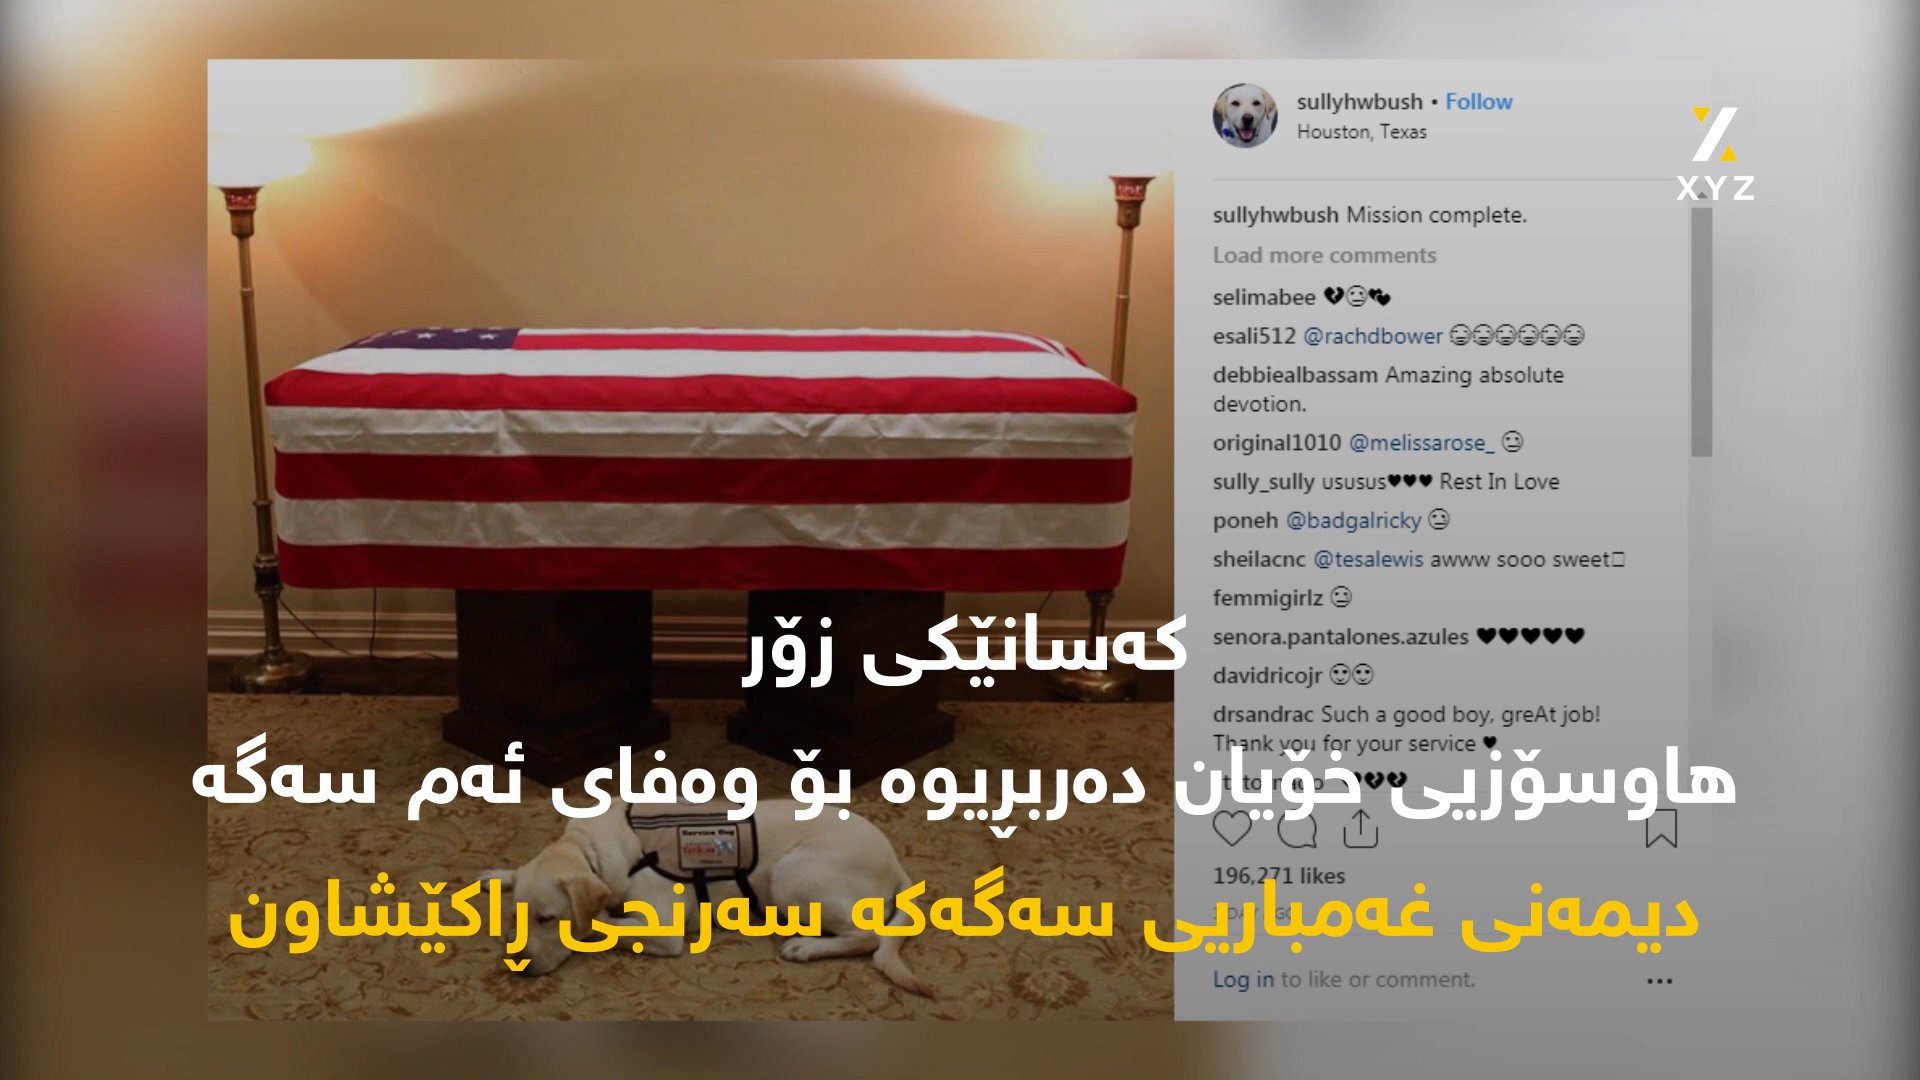 sullyhwbush • Follow
Houston, Texas
XYZ
sullyhwbush Mission complete.
Load more comments
selimabee
esali512 @rachdbower
debbiealbassam Amazing absolute
devotion.
original1010 @melissarose_
sully_sully ususus♥♥♥ Rest In Love
poneh @badgalricky
sheilacnc @tesalewis awww sooo sweet
femmigirlz
senora.pantalones.azules ♥♥♥♥♥
davidricojr
drsandrac Such a good boy, greAt job!
Thank you for your service ♥
196,271 likes
Log in to like or comment.
Service Dog
کەسانێکی زۆر
هاوسۆزیی خۆیان دەربڕیوە بۆ وەفای ئەم سەگە
دیمەنی غەمباریی سەگەکە سەرنجی ڕاکێشاون